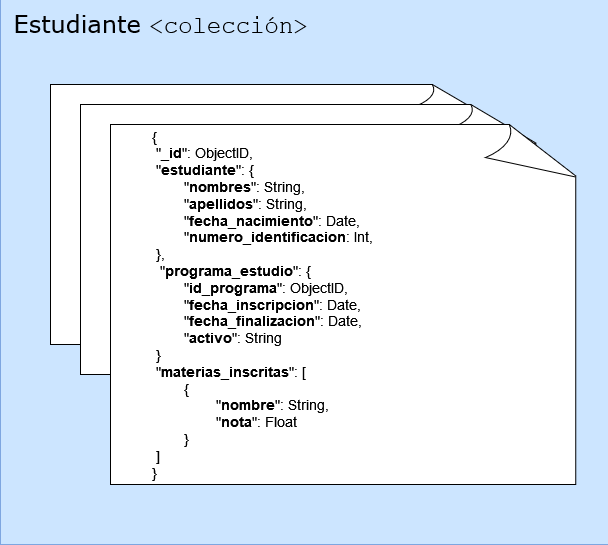 Estudiante <colección>
{
"_id": ObjectID,
"estudiante": {
"nombres": String,
"apellidos": String,
"fecha_nacimiento": Date,
"numero_identificacion: Int,
},
"programa_estudio": {
"id_programa": ObjectID,
"fecha_inscripcion": Date,
"fecha_finalizacion": Date,
"activo": String
}
"materias_inscritas": [
{
"nombre": String,
"nota": Float
}
]
}